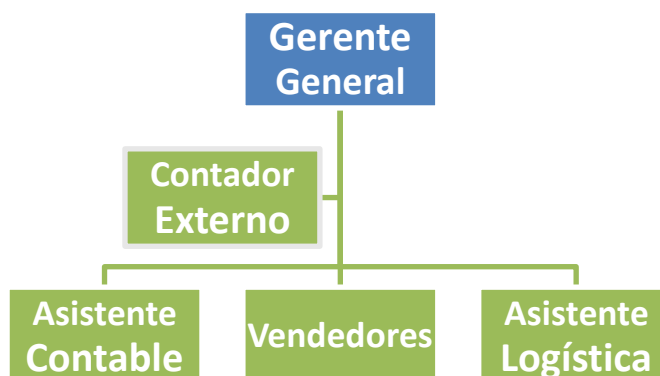 Gerente
General
Contador
Externo
Asistente
Contable
Vendedores
Asistente
Logística